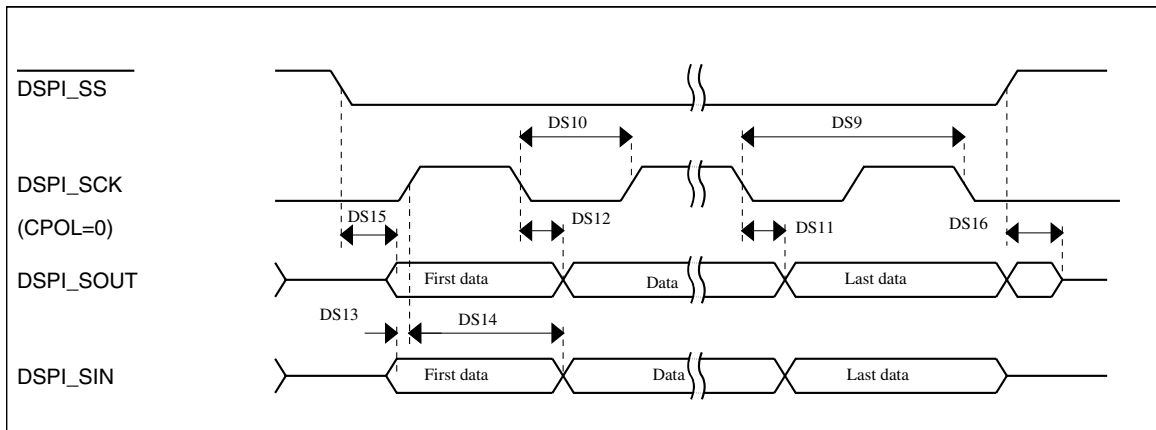 DSPI_SS
DS10
DS9
DSPI_SCK
(CPOL=0)
DS15
DS12
DS11
DS16
DSPI_SOUT
First data
Data
Last data
DS13
DS14
DSPI_SIN
First data
Data
Last data